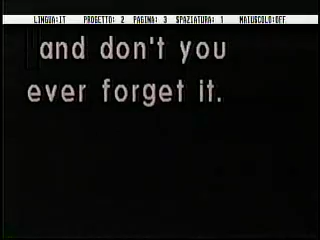 LINGUA:IT PROGETTO: 2 PAGINA: 3 SPAZIATURA: 1 MAIUSCOLO:OFF
and don't you
ever forget it.